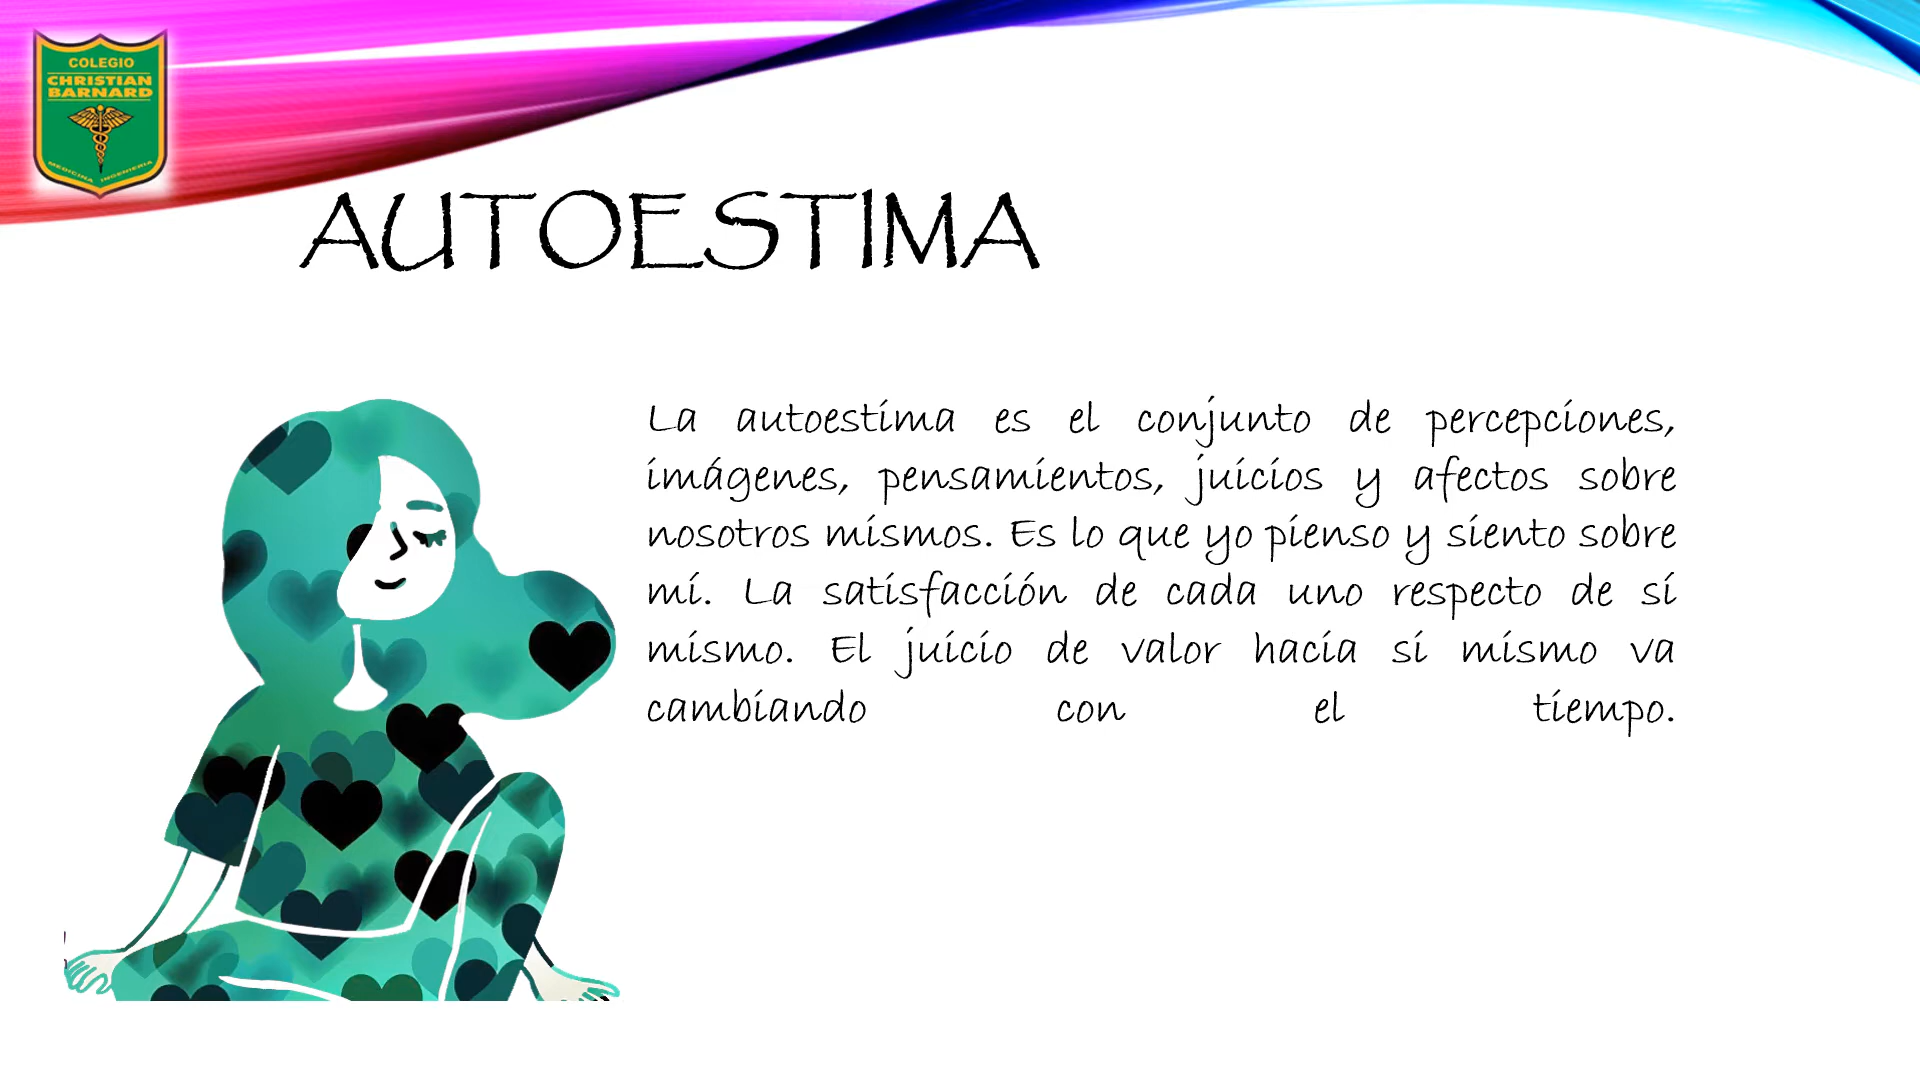 COLEGIO
CHRISTIAN
BARNARD
MEDICINA INGENIERIA
AUTOESTIMA
La autoestima es el conjunto de percepciones,
imágenes, pensamientos, juicios y afectos sobre
nosotros mismos. Es lo que yo pienso y siento sobre
mí. La satisfacción de cada uno respecto de sí
mismo. El juicio de valor hacia sí mismo va
cambiando con el tiempo.